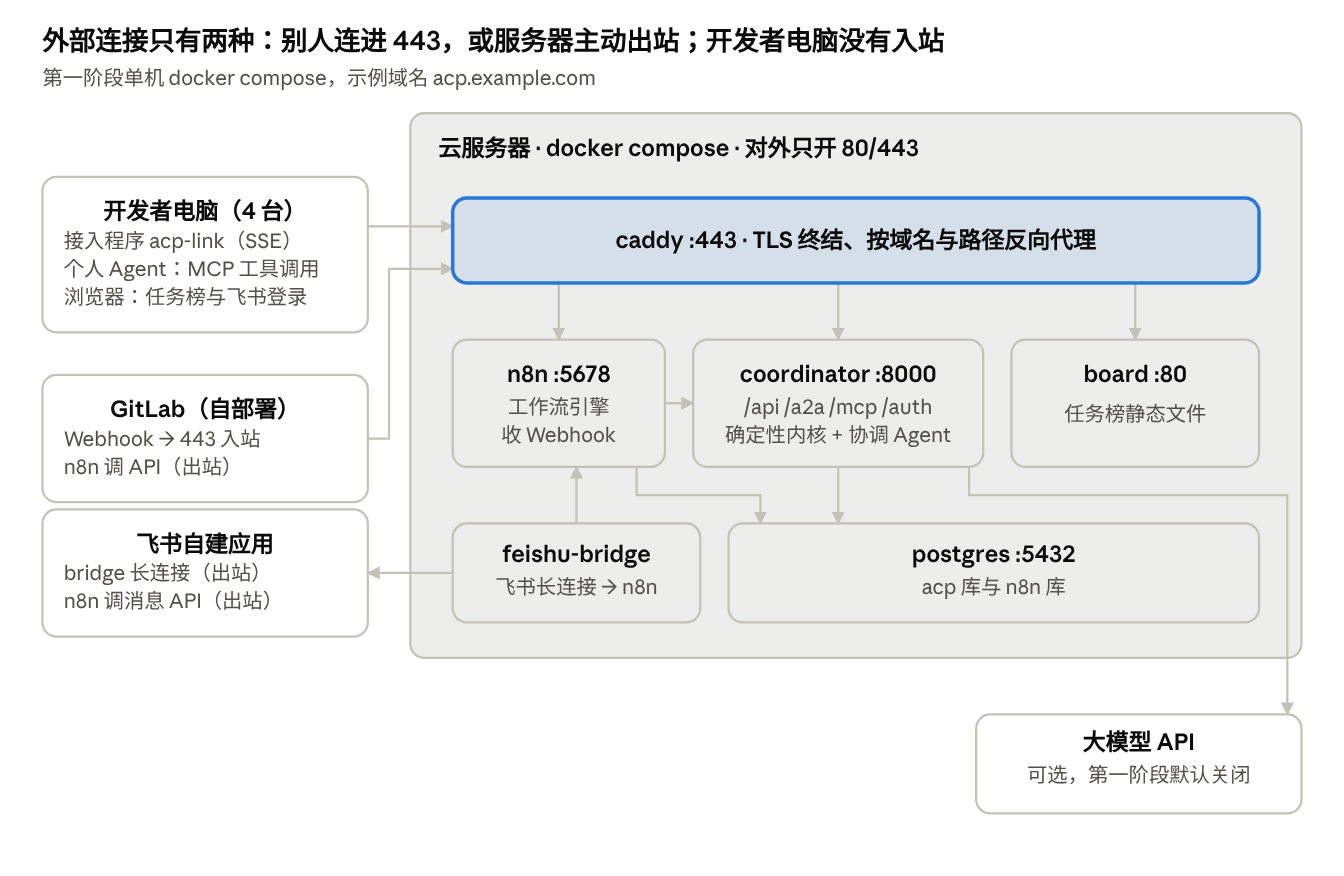 外部连接只有两种：别人连进 443，或服务器主动出站；开发者电脑没有入站
第一阶段单机 docker compose，示例域名 acp.example.com
云服务器 · docker compose · 对外只开 80/443
开发者电脑（4 台）
接入程序 acp-link（SSE）
个人 Agent：MCP 工具调用
浏览器：任务榜与飞书登录
caddy :443 · TLS 终结、按域名与路径反向代理
GitLab（自部署）
Webhook → 443 入站
n8n 调 API（出站）
n8n :5678
工作流引擎
收 Webhook
coordinator :8000
/api /a2a /mcp /auth
确定性内核 + 协调 Agent
board :80
任务榜静态文件
飞书自建应用
bridge 长连接（出站）
n8n 调消息 API（出站）
feishu-bridge
飞书长连接 → n8n
postgres :5432
acp 库与 n8n 库
大模型 API
可选，第一阶段默认关闭